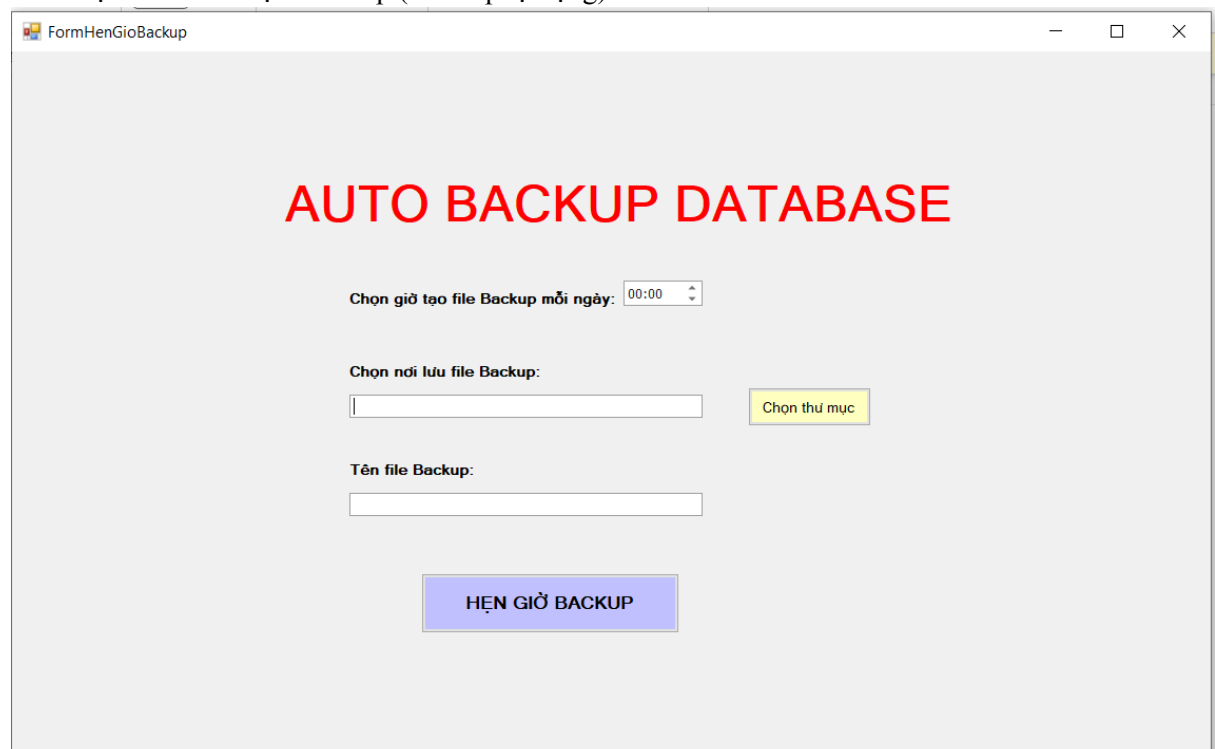 FormHenGioBackup
AUTO BACKUP DATABASE
Chọn giờ tạo file Backup mỗi ngày: 00:00
Chọn nơi lưu file Backup:
Chọn thư mục
Tên file Backup:
HẸN GIỜ BACKUP